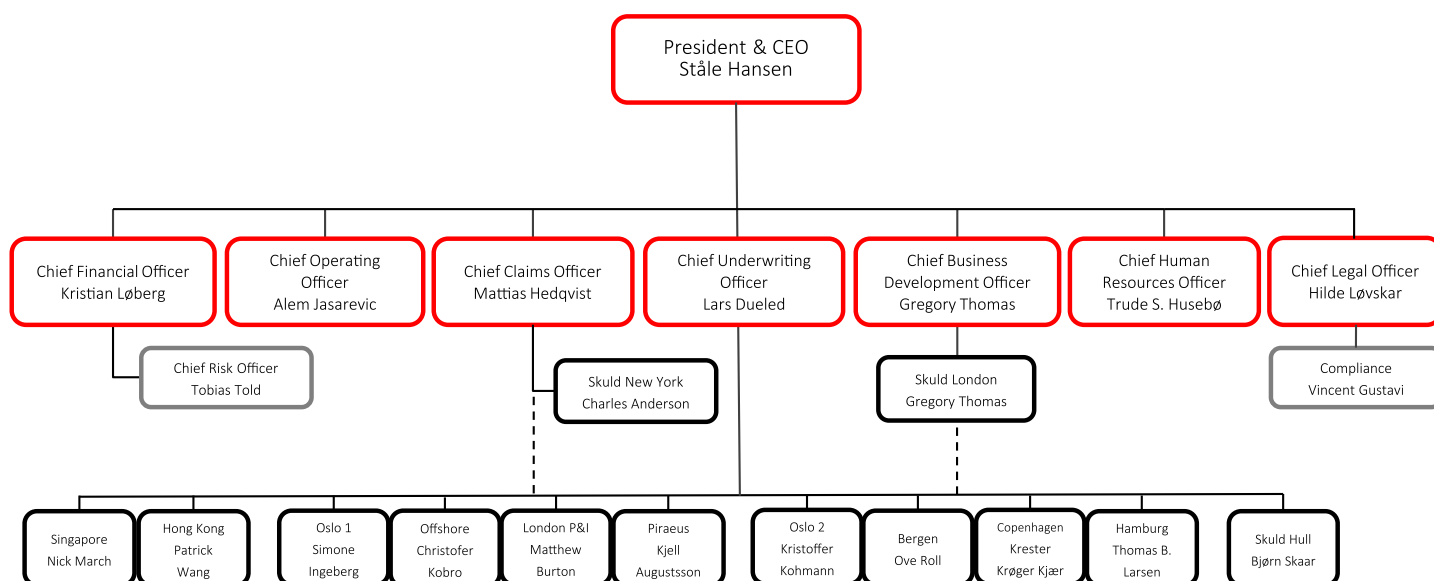 President & CEO
Ståle Hansen
Chief Financial Officer
Kristian Løberg
Chief Operating
Officer
Alem Jasarevic
Chief Claims Officer
Mattias Hedqvist
Chief Underwriting
Officer
Lars Dueled
Chief Business
Development Officer
Gregory Thomas
Chief Human
Resources Officer
Trude S. Husebø
Chief Legal Officer
Hilde Løvskar
Chief Risk Officer
Tobias Told
Skuld New York
Charles Anderson
Skuld London
Gregory Thomas
Compliance
Vincent Gustavi
Singapore
Nick March
Hong Kong
Patrick
Wang
Oslo 1
Simone
Ingeberg
Offshore
Christofer
Kobro
London P&I
Matthew
Burton
Piraeus
Kjell
Augustsson
Oslo 2
Kristoffer
Kohmann
Bergen
Ove Roll
Copenhagen
Krester
Krøger Kjær
Hamburg
Thomas B.
Larsen
Skuld Hull
Bjørn Skaar